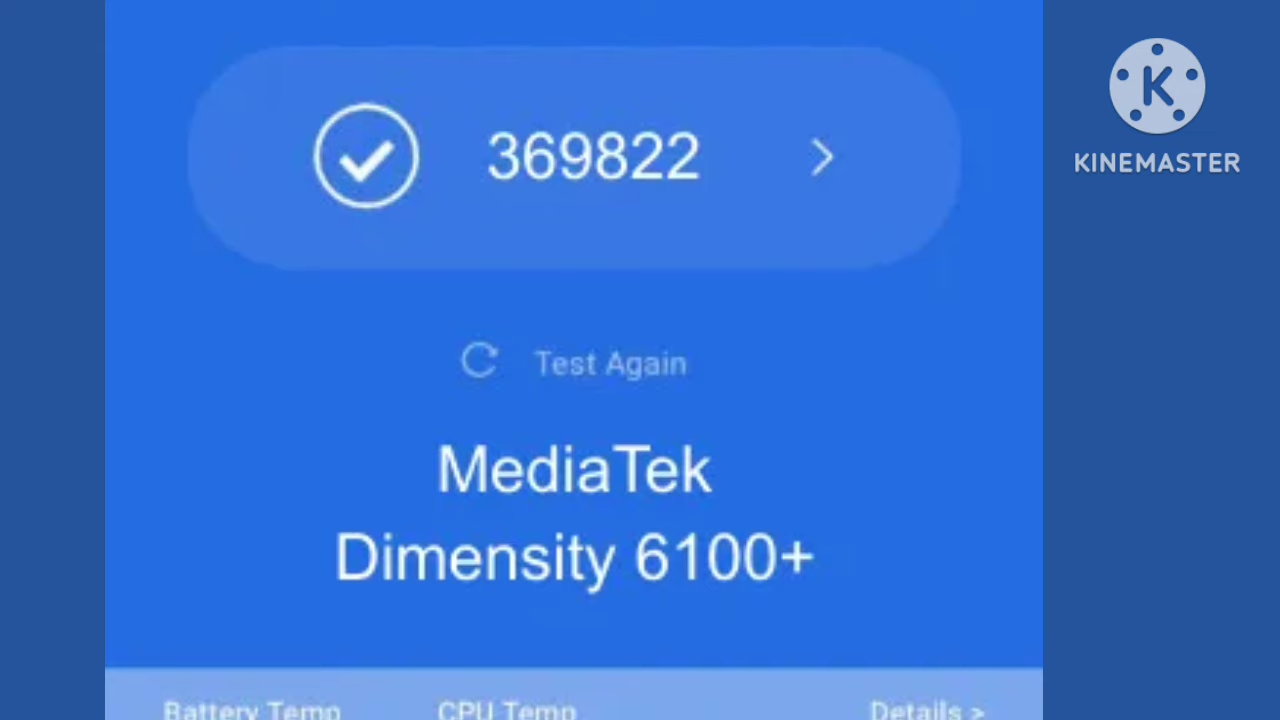 369822
KINEMASTER
Test Again
MediaTek
Dimensity 6100+
Battery Temp CPU Temp Details >